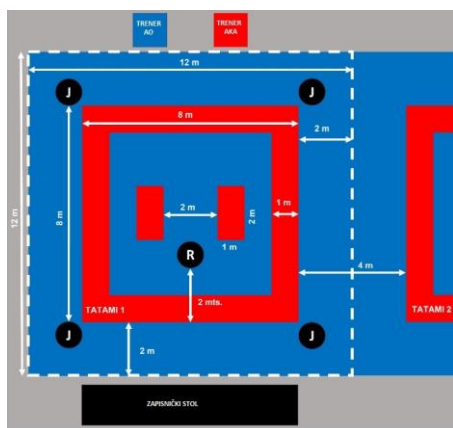 TRENER
AO
TRENER
AKA
12 m
J
J
8 m
2 m
12 m
8 m
2 m
2 m
1 m
1 m
R
4 m
2 mts.
TATAMI 1
TATAMI 2
J
J
2 m
ZAPISNIČKI STOL